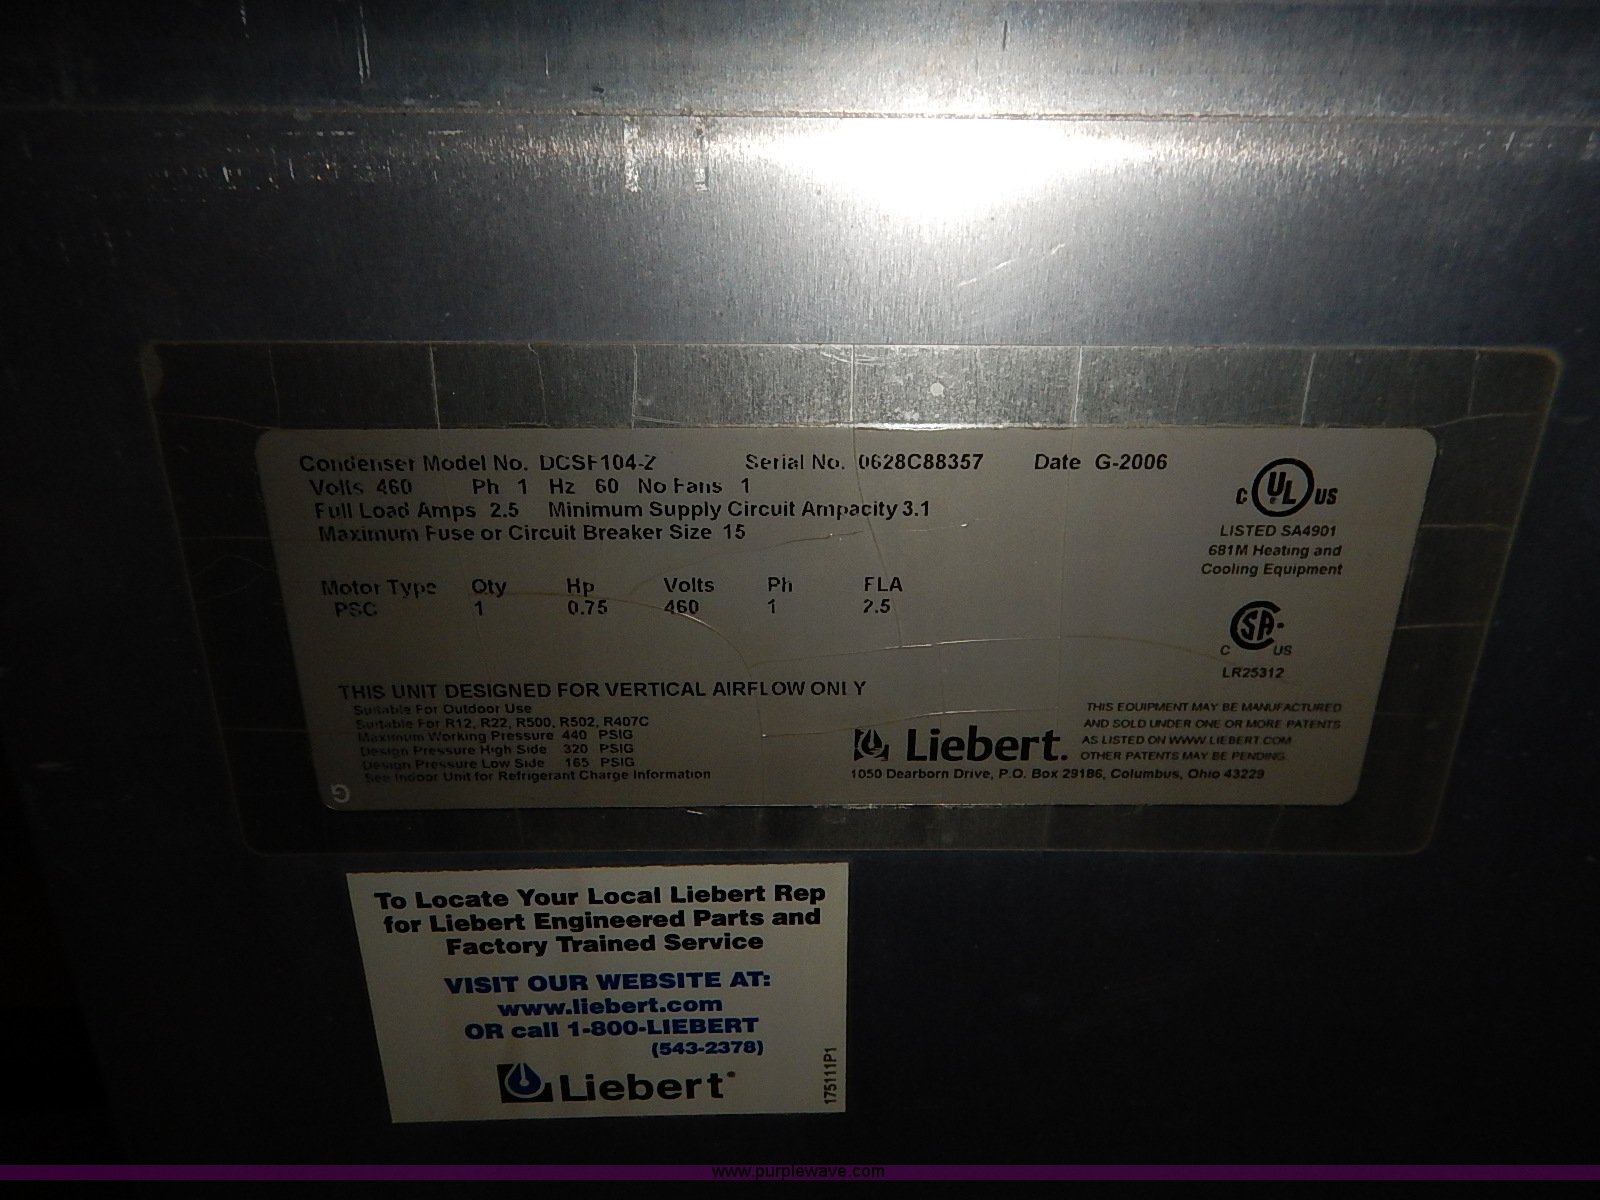 Condenser Model No. DCSF104-Z Serial No. 0628C88357 Date G-2006
Volts 460 Ph 1 Hz 60 No Fans 1
Full Load Amps 2.5 Minimum Supply Circuit Ampacity 3.1
Maximum Fuse or Circuit Breaker Size 15
Motor Type Qty Hp Volts Ph FLA
PSC 1 0.75 460 1 2.5
C UL US
LISTED SA4901
681M Heating and
Cooling Equipment
C SA US
LR25312
THIS UNIT DESIGNED FOR VERTICAL AIRFLOW ONLY
Suitable For Outdoor Use
Suitable For R12, R22, R500, R502, R407C
Maximum Working Pressure 440 PSIG
Design Pressure High Side 320 PSIG
Design Pressure Low Side 165 PSIG
See Indoor Unit for Refrigerant Charge Information
G
Liebert.
1050 Dearborn Drive, P.O. Box 29186, Columbus, Ohio 43229
THIS EQUIPMENT MAY BE MANUFACTURED
AND SOLD UNDER ONE OR MORE PATENTS
AS LISTED ON WWW LIEBERT.COM
OTHER PATENTS MAY BE PENDING
To Locate Your Local Liebert Rep
for Liebert Engineered Parts and
Factory Trained Service
VISIT OUR WEBSITE AT:
www.liebert.com
OR call 1-800-LIEBERT
(543-2378)
Liebert®
175111P1
www.purplewave.com